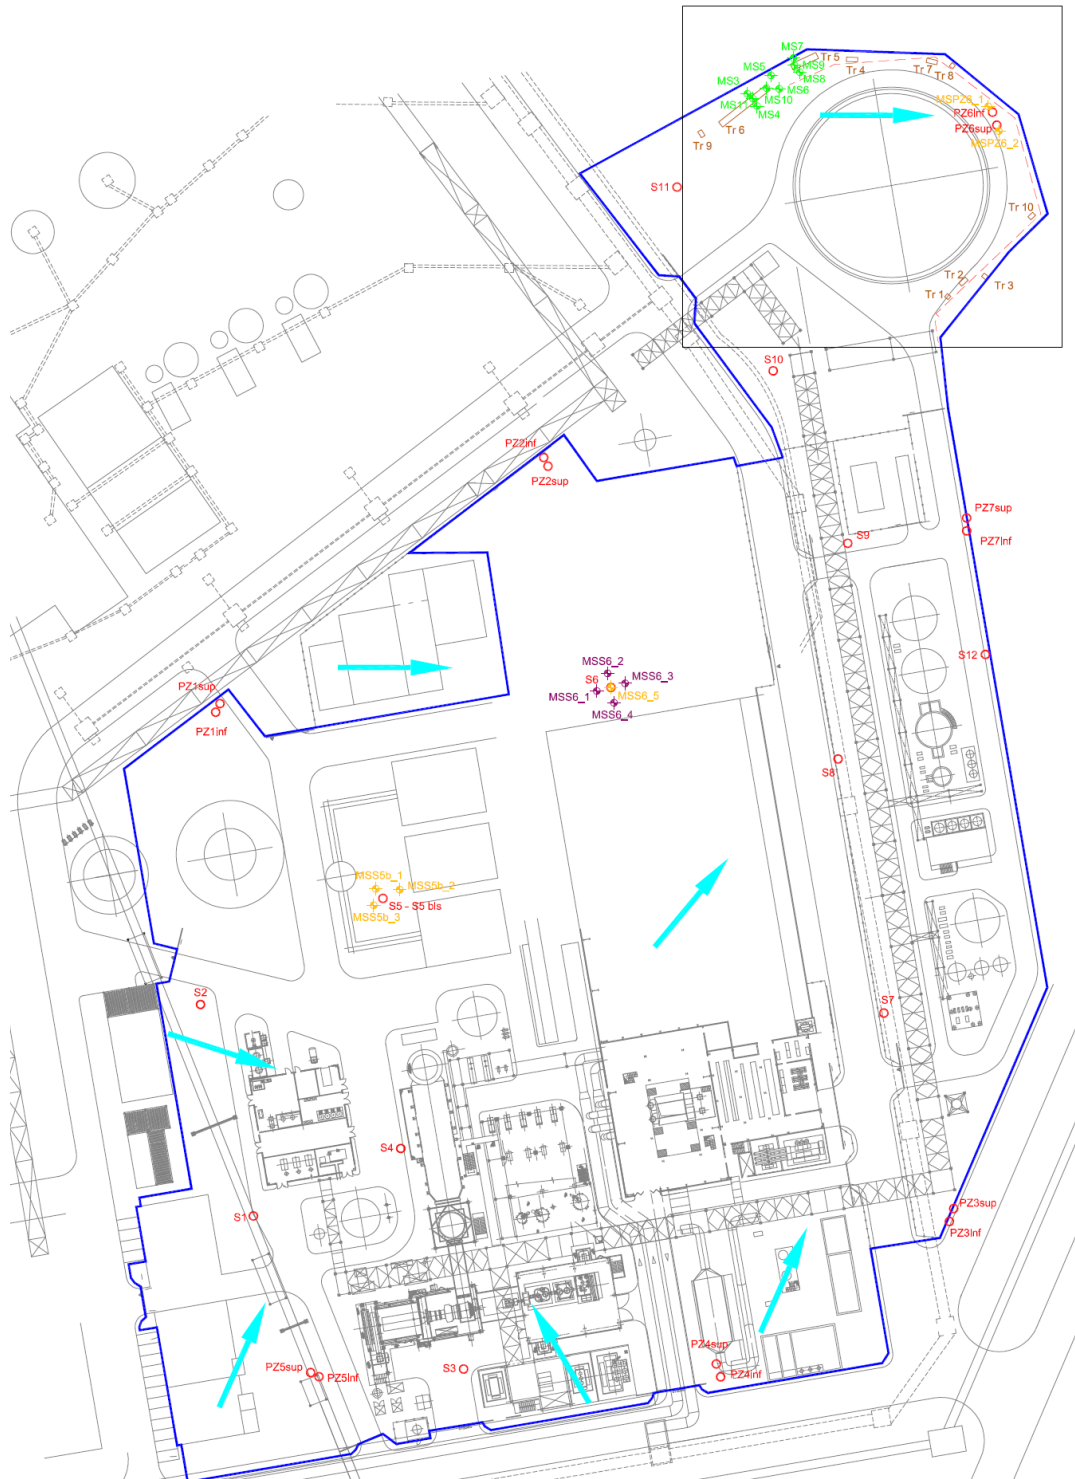 MS7
MS9
Tr 5
MS5
MS8
Tr 4
Tr 7
Tr 8
MS3
MS6
MS10
MS11
MS4
Tr 6
Tr 9
MSPZ6_1
PZ6Inf
PZ6sup
MSPZ6_2
S11
Tr 10
Tr 2
Tr 3
Tr 1
S10
PZ2inf
PZ2sup
PZ7sup
PZ7Inf
S9
S12
MSS6_2
S6
MSS6_3
MSS6_1
MSS6_5
MSS6_4
PZ1sup
PZ1inf
S8
MSS5b_1
MSS5b_2
S5 - S5 bIs
MSS5b_3
S2
S7
S4
S1
PZ3sup
PZ3Inf
PZ4sup
PZ4inf
PZ5sup
PZ5Inf
S3